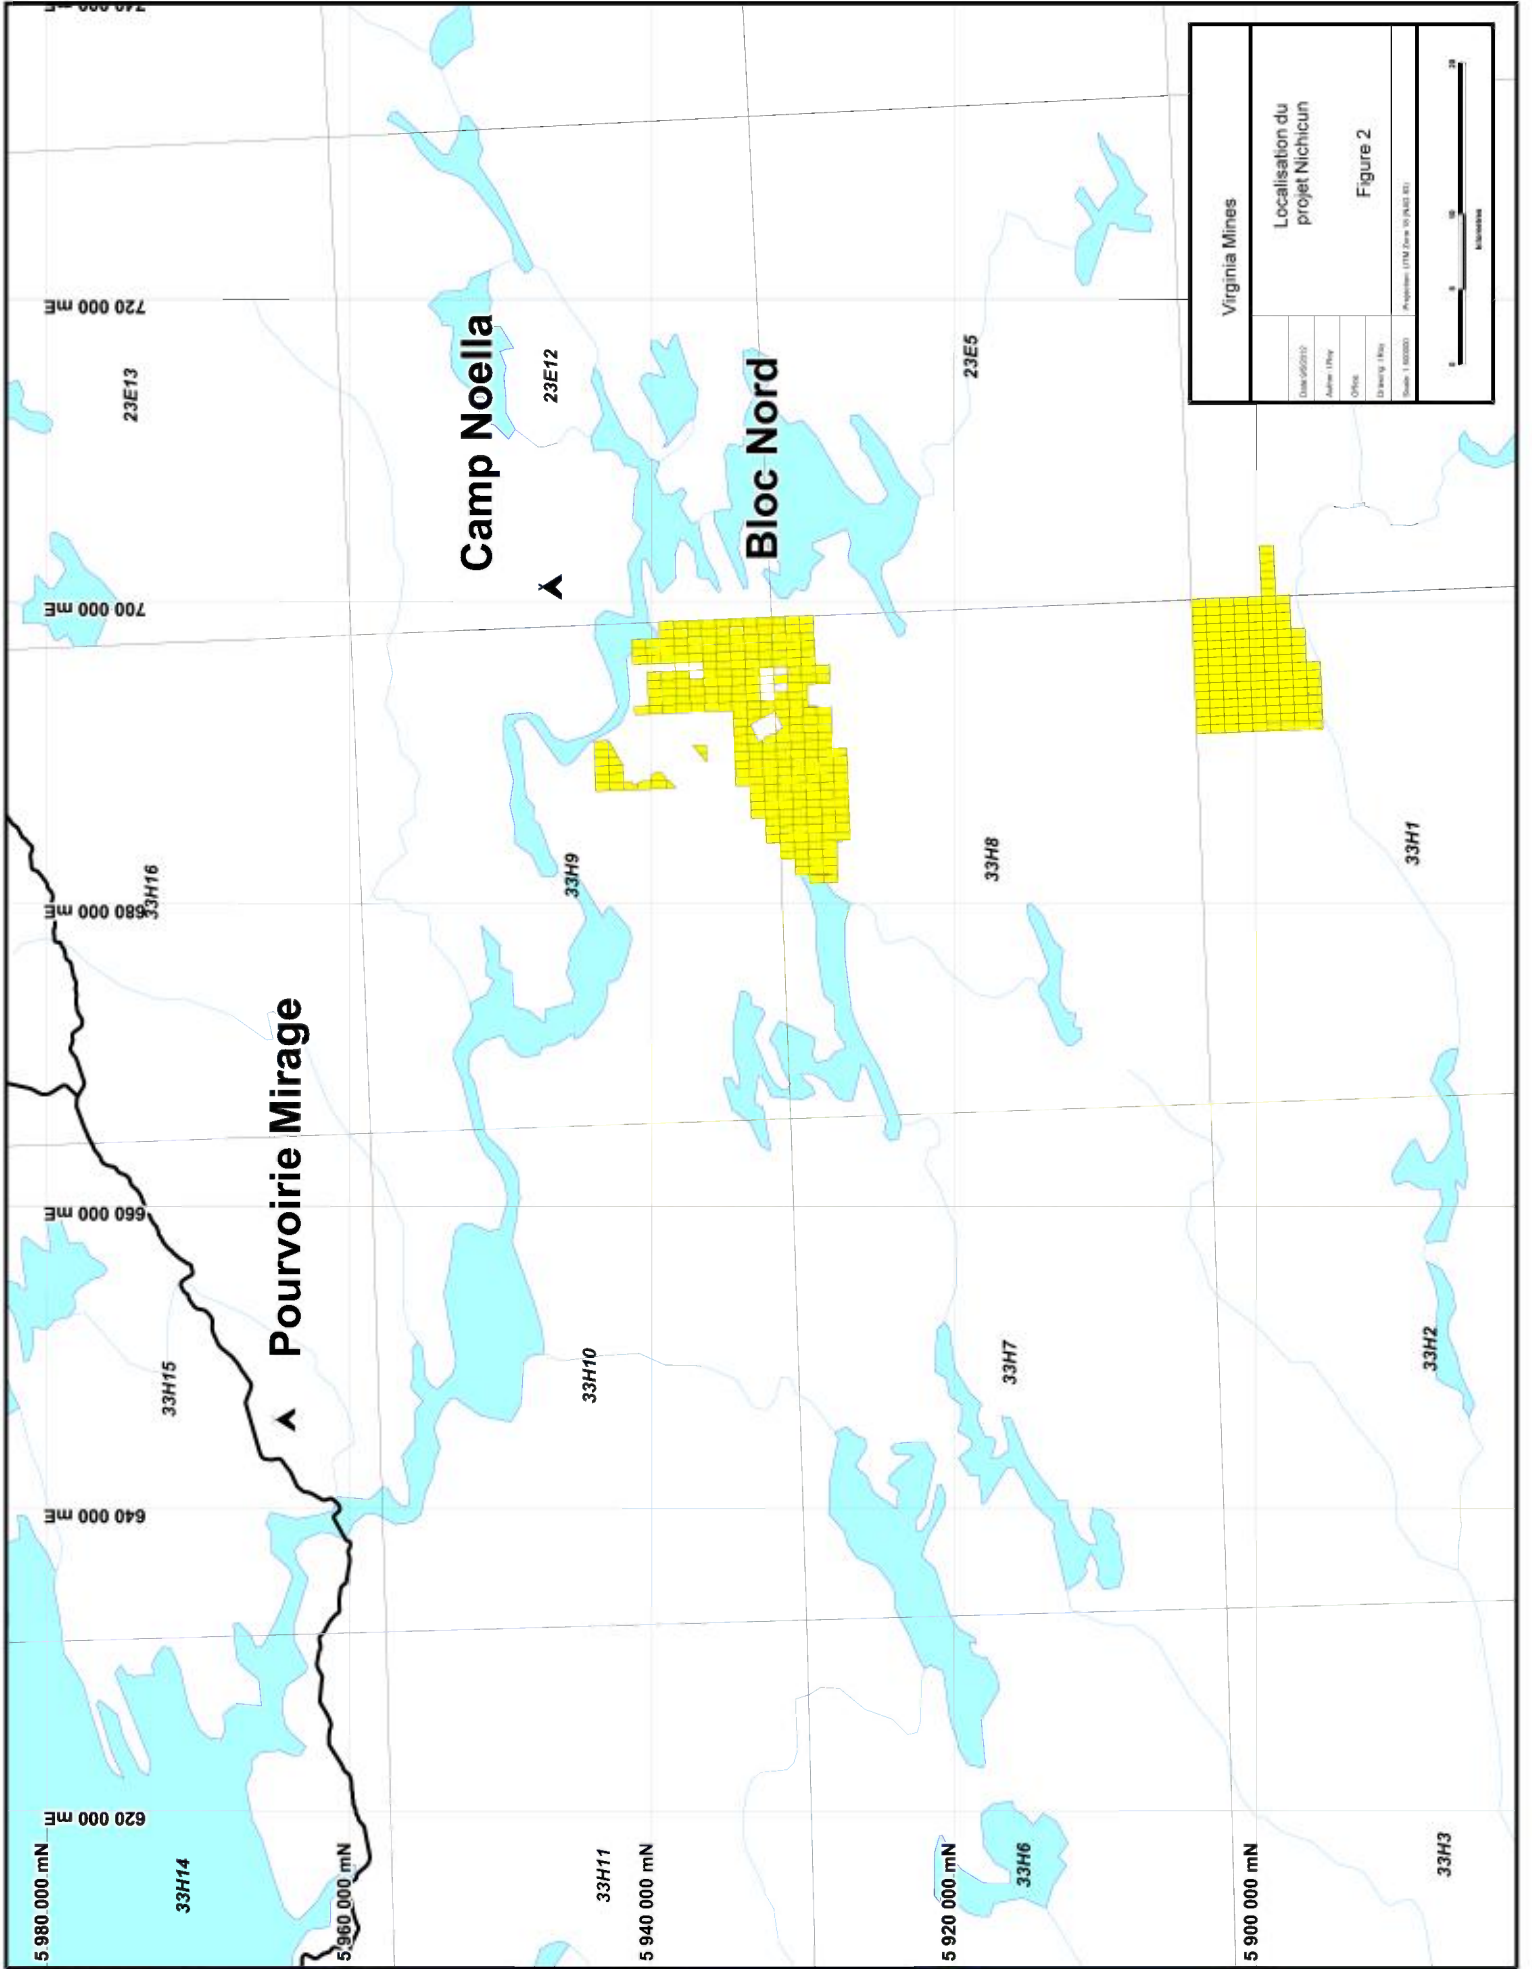 620 000 mE
640 000 mE
660 000 mE
680 000 mE
700 000 mE
720 000 mE
740 000 mE
5 980 000 mN
5 960 000 mN
5 940 000 mN
5 920 000 mN
5 900 000 mN
33H14
33H15
33H16
23E13
Pourvoirie Mirage
Camp Noella
33H11
33H10
33H9
23E12
Bloc Nord
33H6
33H7
33H8
23E5
33H3
33H2
33H1
Virginia Mines
Localisation du
projet Nichicun
Figure 2